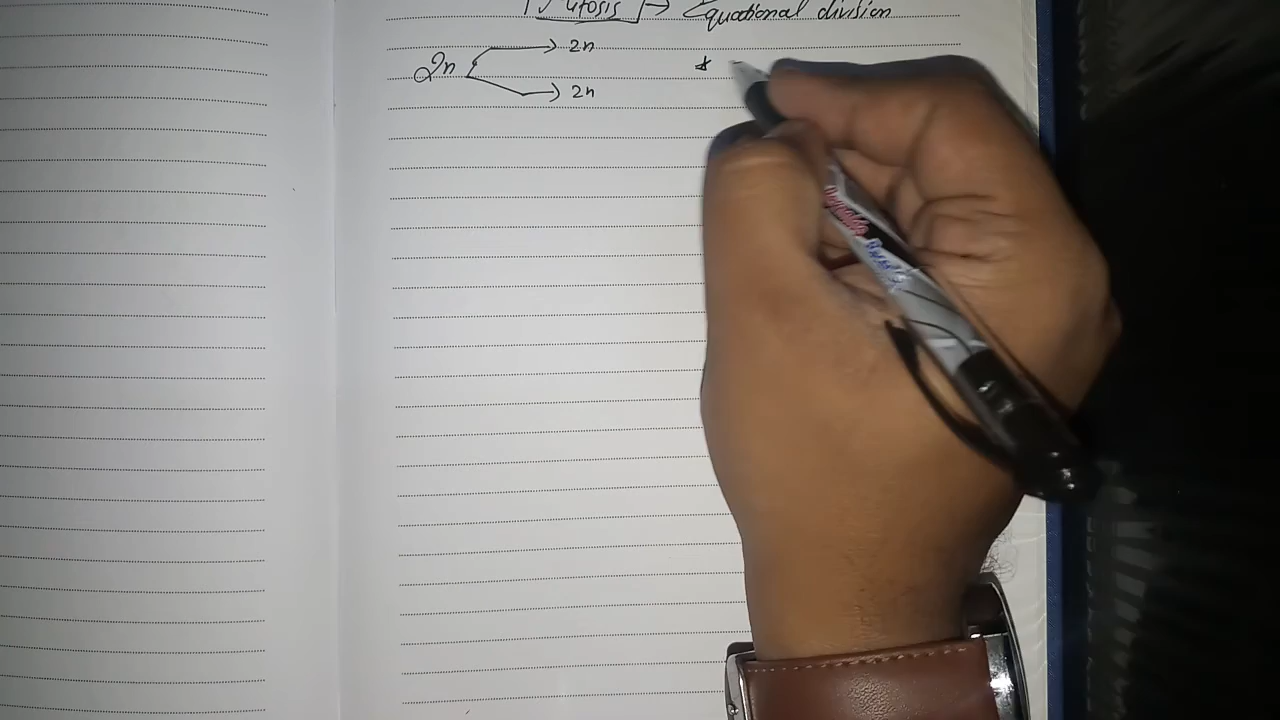 Mitosis → Equational division
2n → 2n
→ 2n
*